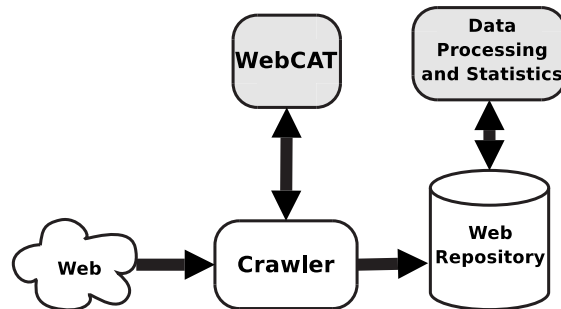 WebCAT
Data
Processing
and Statistics
Web
Crawler
Web
Repository